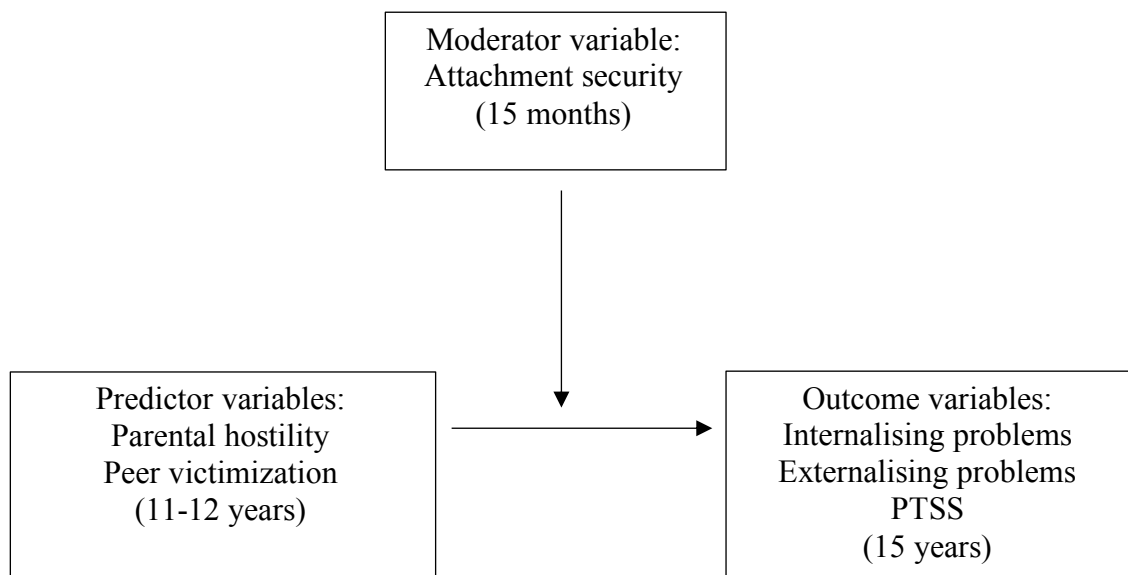 Moderator variable:
Attachment security
(15 months)
Predictor variables:
Parental hostility
Peer victimization
(11-12 years)
Outcome variables:
Internalising problems
Externalising problems
PTSS
(15 years)